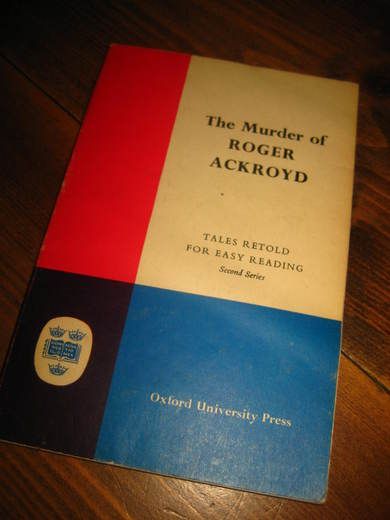 The Murder of
ROGER
ACKROYD
TALES RETOLD
FOR EASY READING
Second Series
Oxford University Press